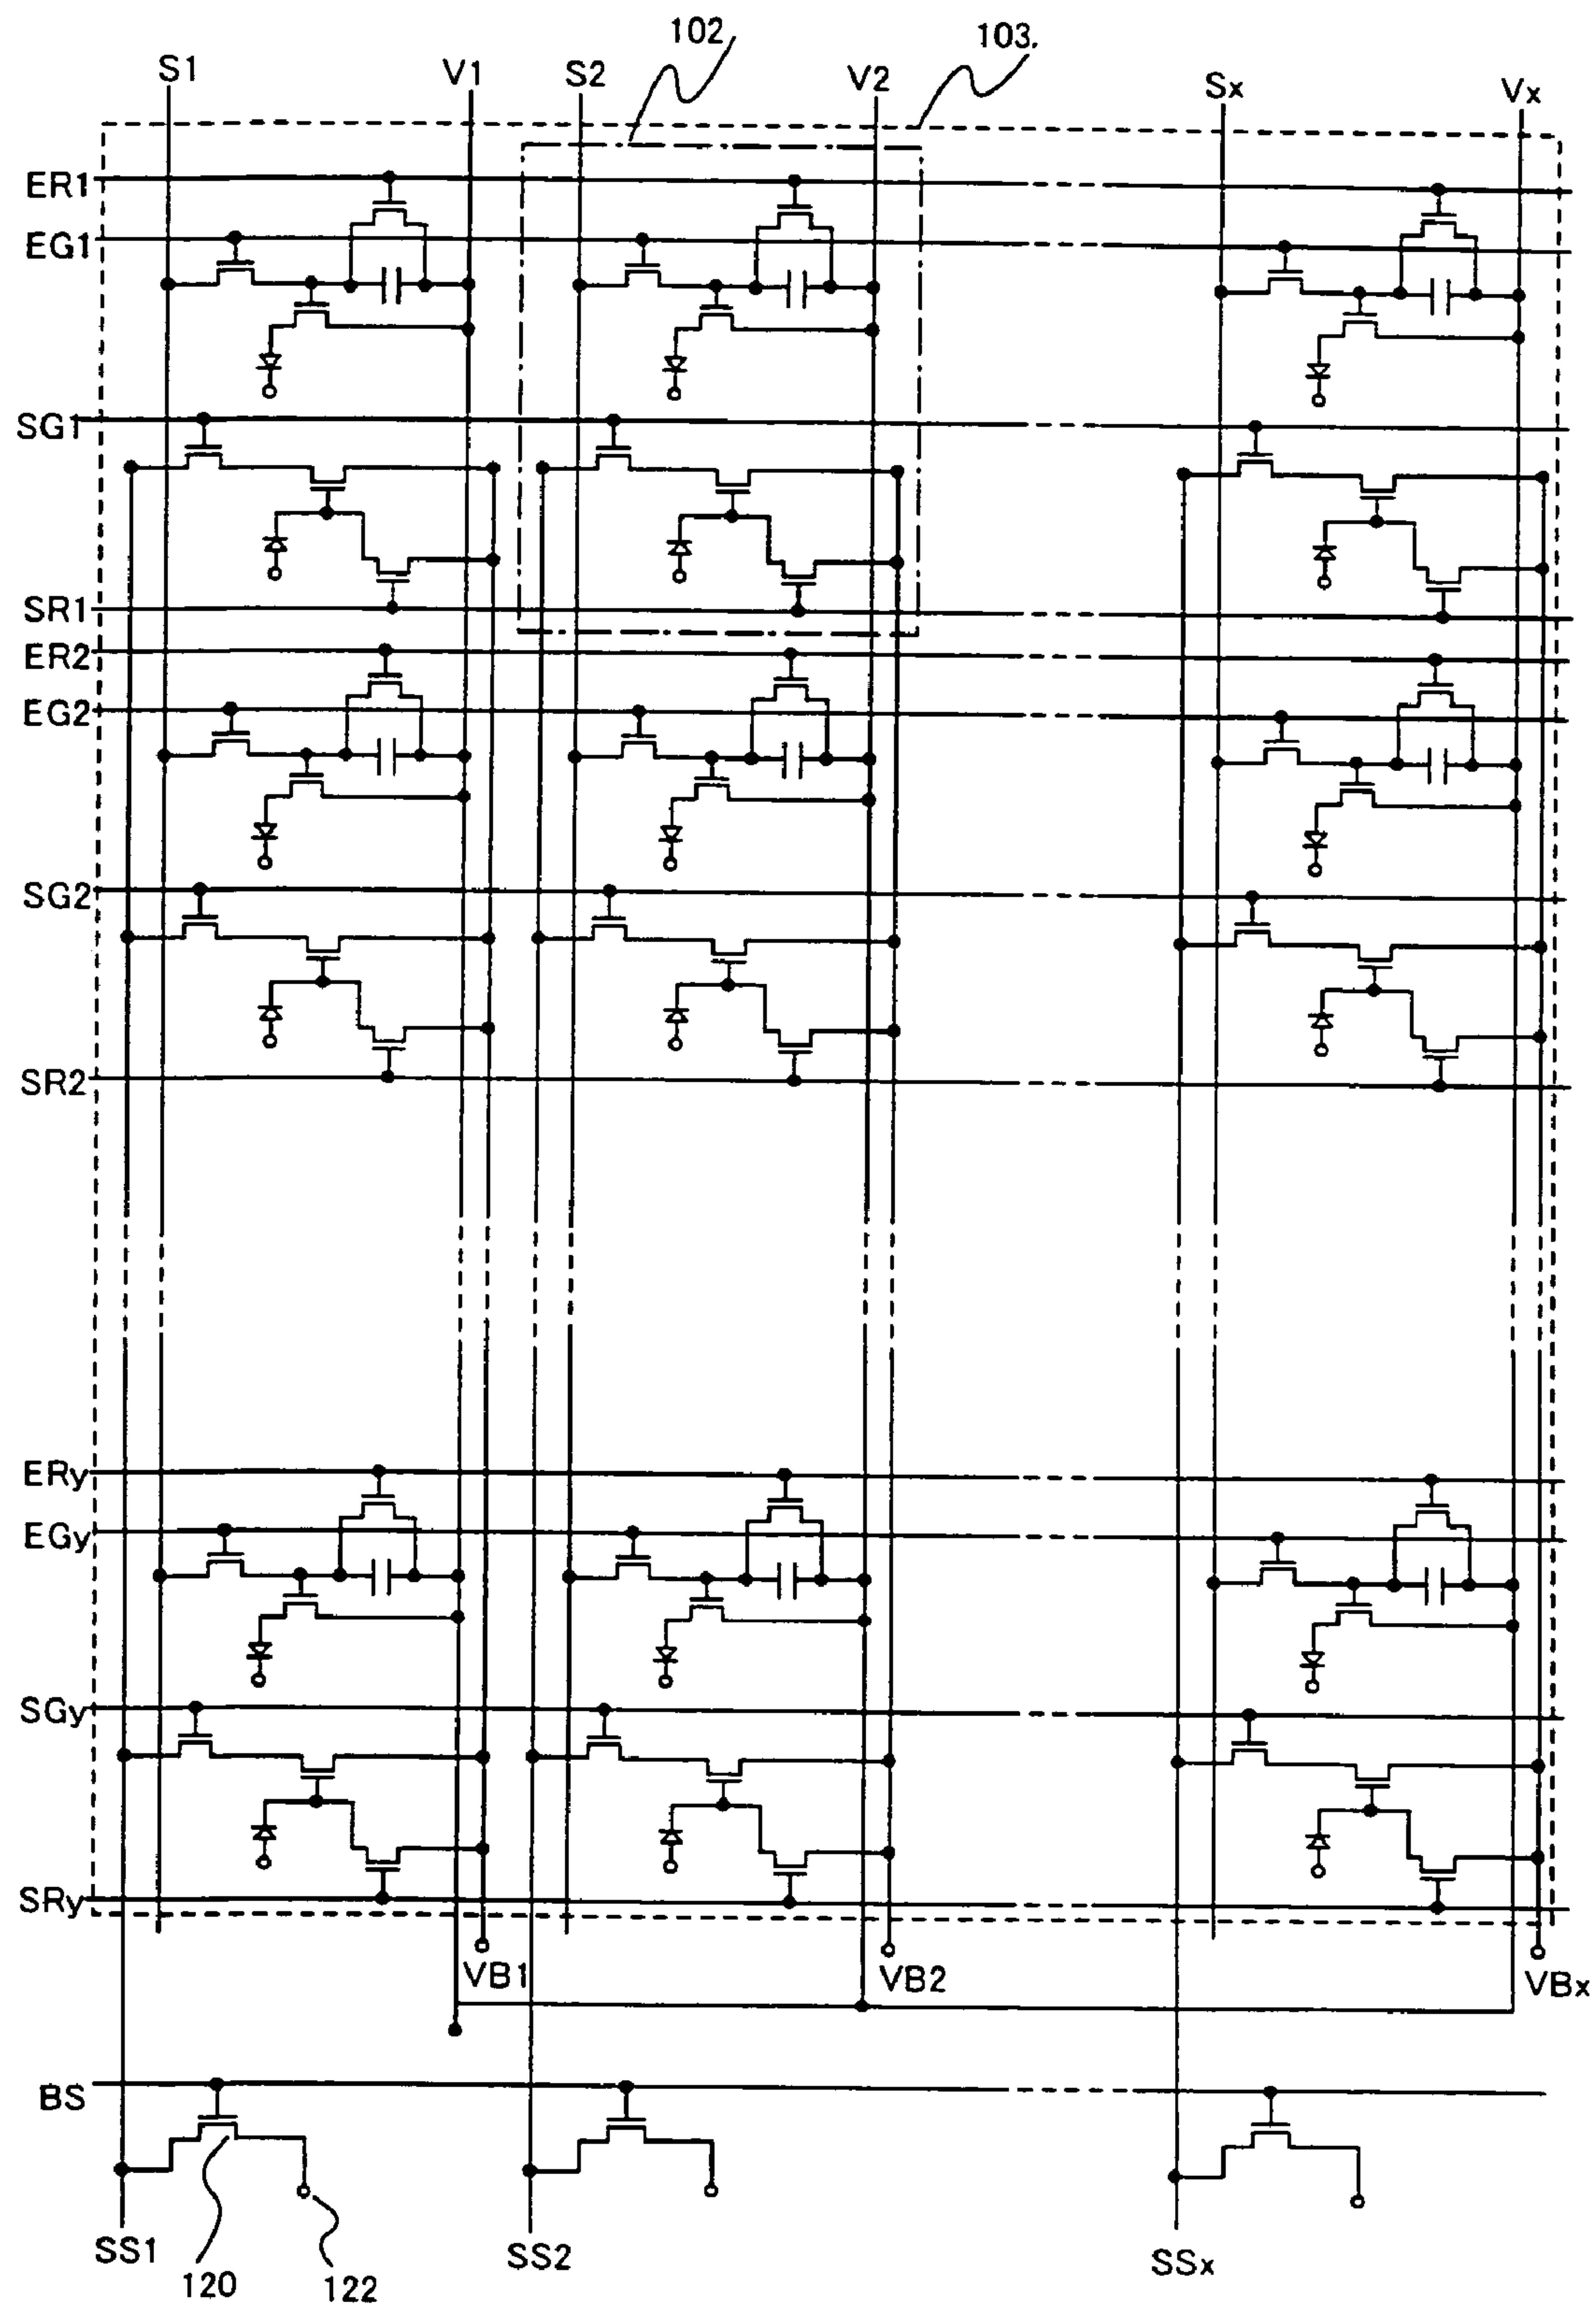 102 103.
S1 V1 S2 V2 Sx Vx
ER1
EG1
SG1
SR1
ER2
EG2
SG2
SR2
ERy
EGy
SGy
SRy
VB1 VB2 VBx
BS
SS1 SS2 SSx
120 122